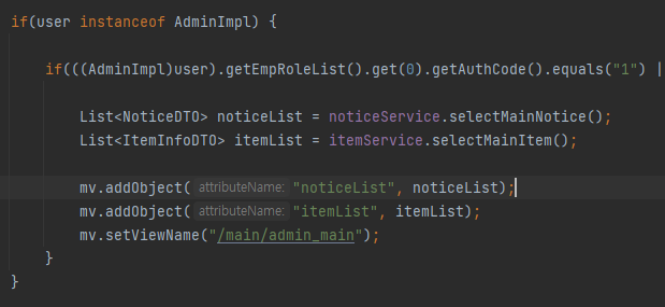 if(user instanceof AdminImpl) {
if(((AdminImpl)user).getEmpRoleList().get(0).getAuthCode().equals("1") |
List<NoticeDTO> noticeList = noticeService.selectMainNotice();
List<ItemInfoDTO> itemList = itemService.selectMainItem();
mv.addObject( attributeName: "noticeList", noticeList);
mv.addObject( attributeName: "itemList", itemList);
mv.setViewName("/main/admin_main");
}
}